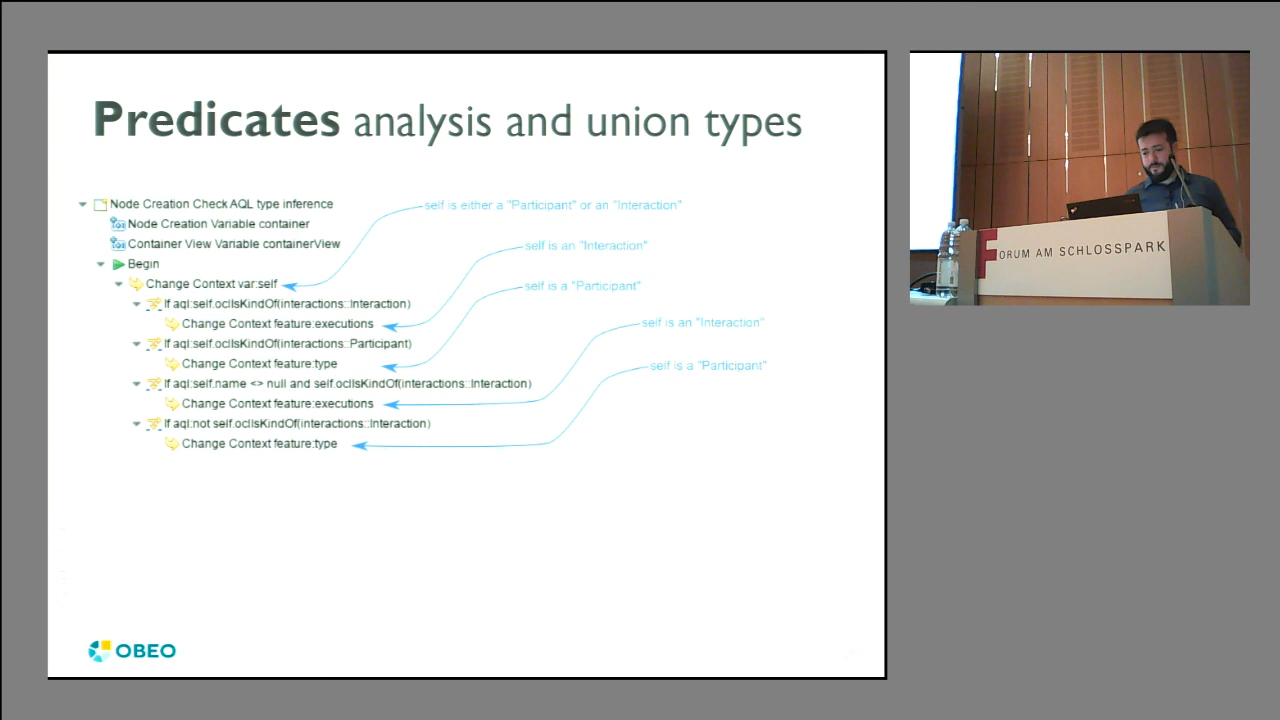 Predicates analysis and union types
Node Creation Check AQL type inference
self is either a "Participant" or an "Interaction"
Node Creation Variable container
Container View Variable containerView
self is an "Interaction"
Begin
Change Context var:self
self is a "Participant"
If aql:self.oclIsKindOf(interactions::Interaction)
Change Context feature:executions
self is an "Interaction"
If aql:self.oclIsKindOf(interactions::Participant)
Change Context feature:type
self is a "Participant"
If aql:self.name <> null and self.oclIsKindOf(interactions::Interaction)
Change Context feature:executions
If aql:not self.oclIsKindOf(interactions::Interaction)
Change Context feature:type
OBEO
FORUM AM SCHLOSSPARK